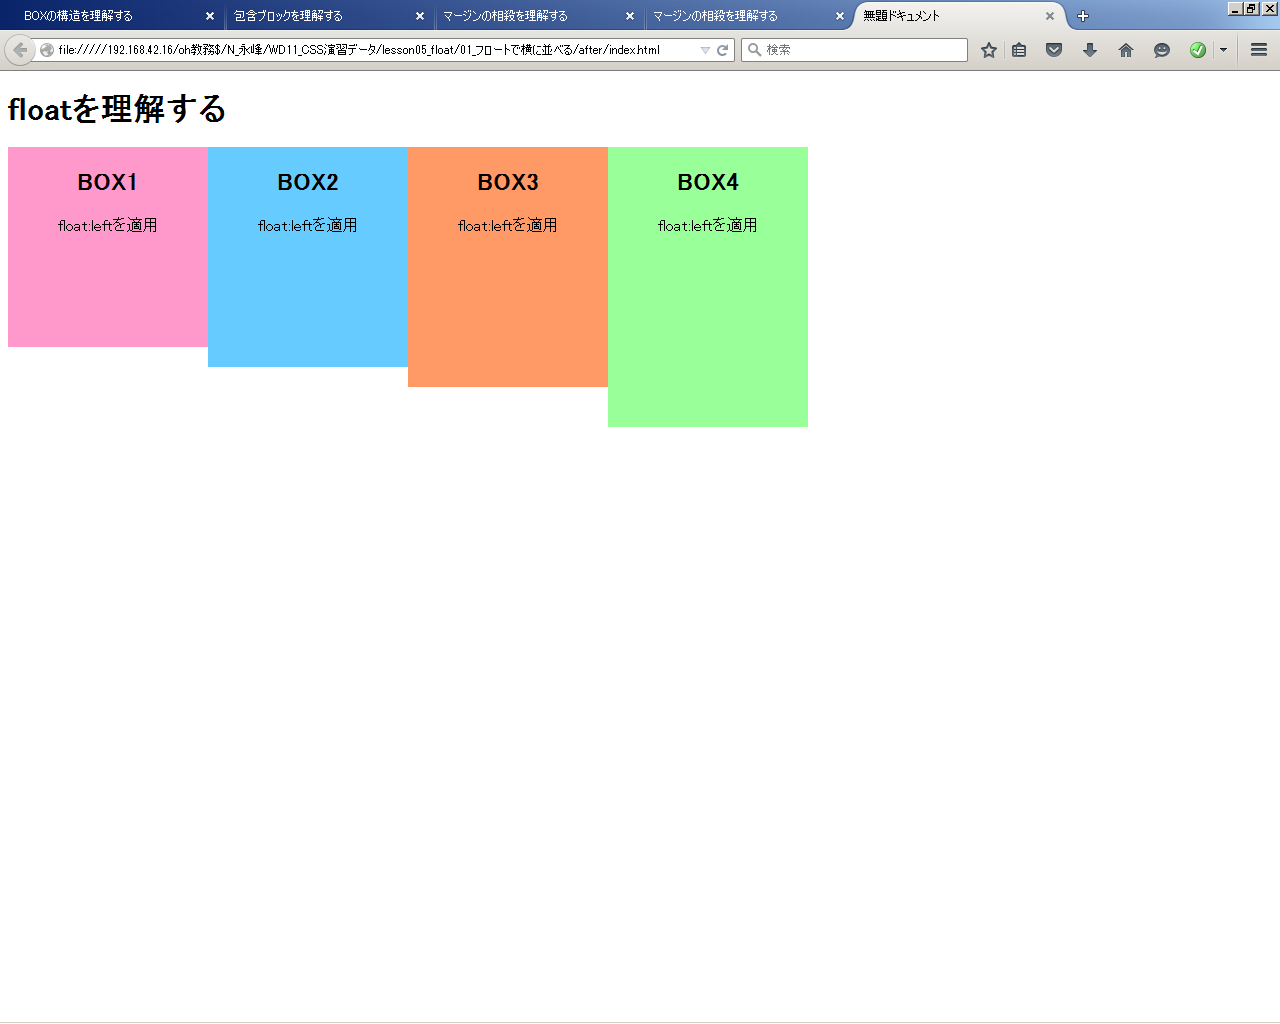 BOXの構造を理解する
包含ブロックを理解する
マージンの相殺を理解する
マージンの相殺を理解する
無題ドキュメント
file://///192.168.42.16/oh教務$/N_永峰/WD11_CSS演習データ/lesson05_float/01_フロートで横に並べる/after/index.html
検索
floatを理解する
BOX1
float:leftを適用
BOX2
float:leftを適用
BOX3
float:leftを適用
BOX4
float:leftを適用